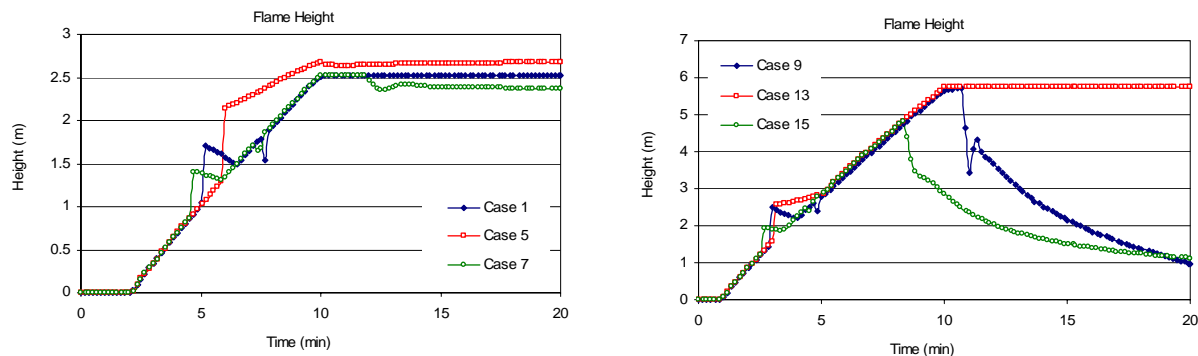 Flame Height
3
2.5
2
1.5
1
0.5
0
Height (m)
Case 1
Case 5
Case 7
0 5 10 15 20
Time (min)
Flame Height
7
6
5
4
3
2
1
0
Height (m)
Case 9
Case 13
Case 15
0 5 10 15 20
Time (min)